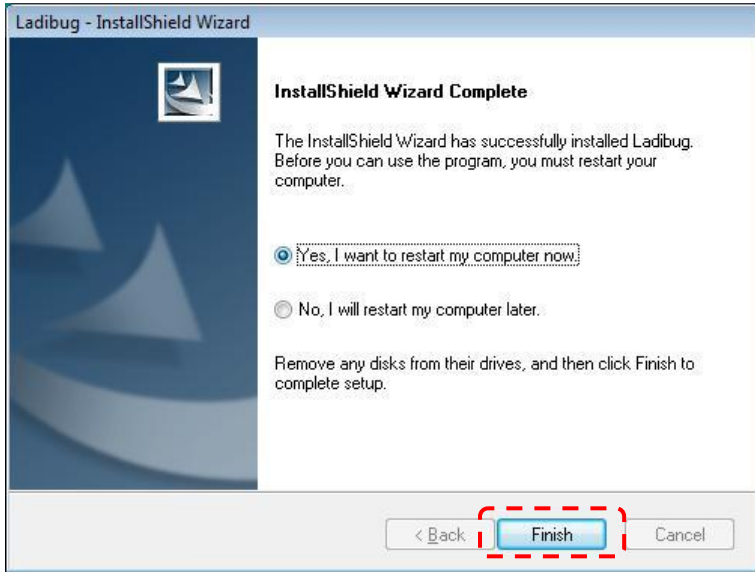 Ladibug - InstallShield Wizard
InstallShield Wizard Complete
The InstallShield Wizard has successfully installed Ladibug.
Before you can use the program, you must restart your
computer.
Yes, I want to restart my computer now.
No, I will restart my computer later.
Remove any disks from their drives, and then click Finish to
complete setup.
< Back Finish Cancel